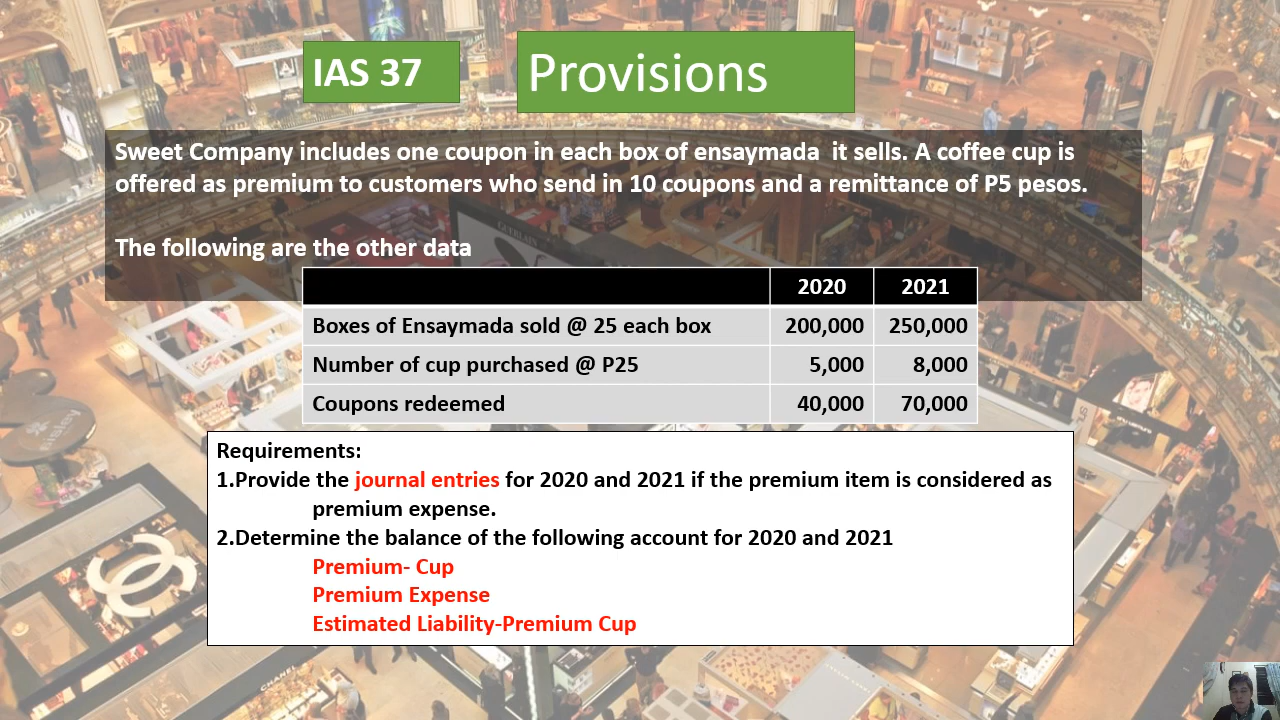 IAS 37
Provisions
Sweet Company includes one coupon in each box of ensaymada  it sells. A coffee cup is
offered as premium to customers who send in 10 coupons and a remittance of P5 pesos.
The following are the other data
2020 2021
Boxes of Ensaymada sold @ 25 each box 200,000 250,000
Number of cup purchased @ P25 5,000 8,000
Coupons redeemed 40,000 70,000
Requirements:
1.Provide the journal entries for 2020 and 2021 if the premium item is considered as
premium expense.
2.Determine the balance of the following account for 2020 and 2021
Premium- Cup
Premium Expense
Estimated Liability-Premium Cup
GUERLAIN
CHANEL